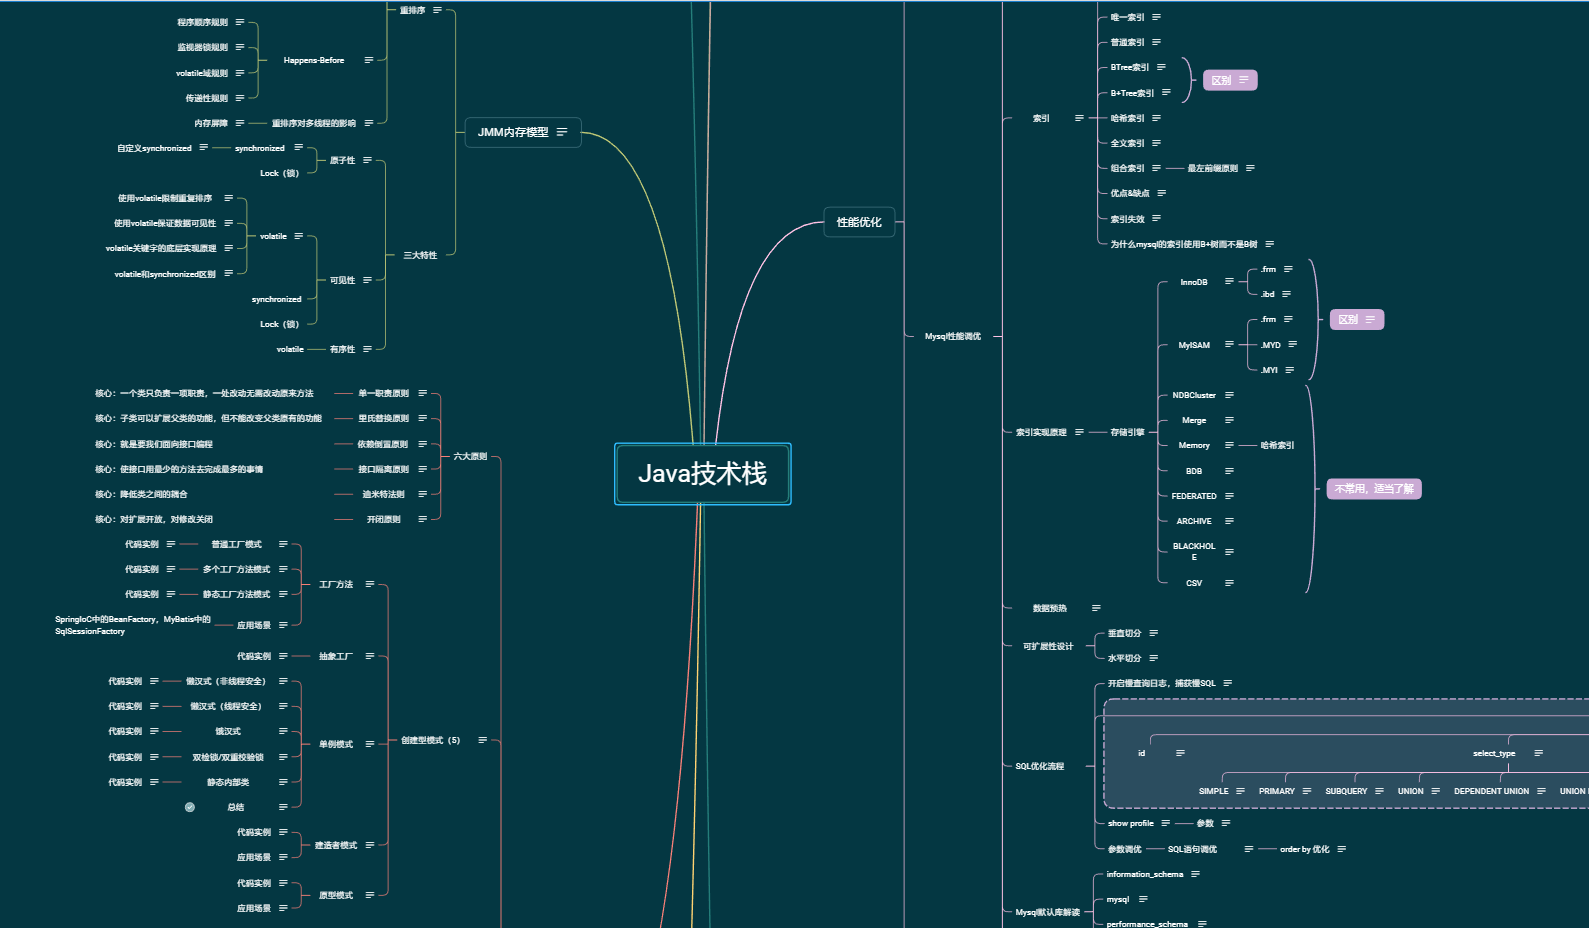 重排序
程序顺序规则
监视器锁规则
Happens-Before
volatile域规则
传递性规则
内存屏障
重排序对多线程的影响
JMM内存模型
自定义synchronized
synchronized
原子性
Lock（锁）
使用volatile限制重复排序
使用volatile保证数据可见性
volatile
volatile关键字的底层实现原理
volatile和synchronized区别
三大特性
可见性
synchronized
Lock（锁）
volatile
有序性
核心：一个类只负责一项职责，一处改动无需改动原来方法
单一职责原则
核心：子类可以扩展父类的功能，但不能改变父类原有的功能
里氏替换原则
核心：就是要我们面向接口编程
依赖倒置原则
六大原则
核心：使接口用最少的方法去完成最多的事情
接口隔离原则
核心：降低类之间的耦合
迪米特法则
核心：对扩展开放，对修改关闭
开闭原则
代码实例
普通工厂模式
代码实例
多个工厂方法模式
工厂方法
代码实例
静态工厂方法模式
SpringIoC中的BeanFactory，MyBatis中的
SqlSessionFactory
应用场景
代码实例
抽象工厂
代码实例
懒汉式（非线程安全）
代码实例
懒汉式（线程安全）
代码实例
饿汉式
单例模式
创建型模式（5）
代码实例
双检锁/双重校验锁
代码实例
静态内部类
总结
代码实例
建造者模式
应用场景
代码实例
原型模式
应用场景
Java技术栈
性能优化
Mysql性能调优
索引
唯一索引
普通索引
BTree索引
B+Tree索引
区别
哈希索引
全文索引
组合索引
最左前缀原则
优点&缺点
索引失效
为什么mysql的索引使用B+树而不是B树
索引实现原理
存储引擎
InnoDB
.frm
.ibd
区别
MyISAM
.frm
.MYD
.MYI
NDBCluster
Merge
Memory
哈希索引
BDB
FEDERATED
不常用，适当了解
ARCHIVE
BLACKHOL
E
CSV
数据预热
可扩展性设计
垂直切分
水平切分
SQL优化流程
开启慢查询日志，捕获慢SQL
id
select_type
SIMPLE
PRIMARY
SUBQUERY
UNION
DEPENDENT UNION
UNION
show profile
参数
参数调优
SQL语句调优
order by 优化
Mysql默认库解读
information_schema
mysql
performance_schema